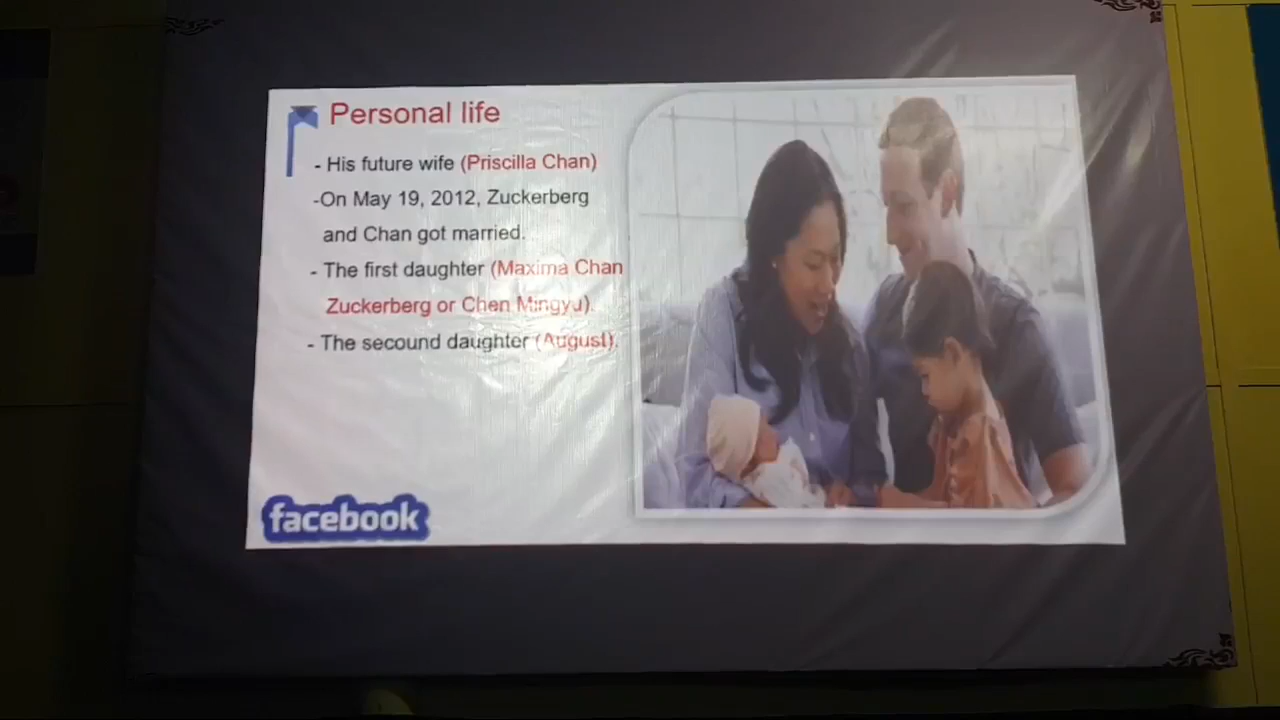 Personal life
- His future wife (Priscilla Chan)
-On May 19, 2012, Zuckerberg
and Chan got married.
- The first daughter (Maxima Chan
Zuckerberg or Chen Mingyu).
- The secound daughter (August).
facebook